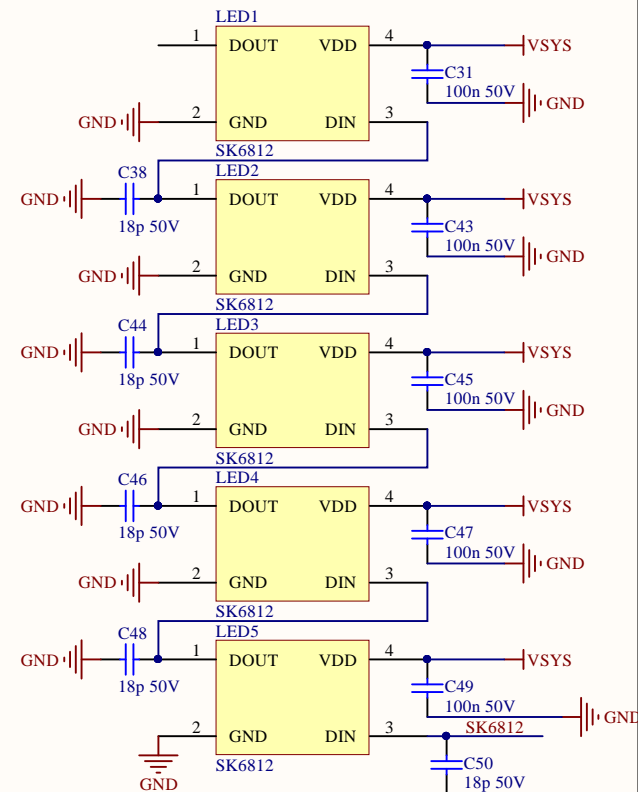 LED1
1 DOUT VDD 4 VSYS
C31
100n 50V
GND
GND 2 GND DIN 3
SK6812
C38
LED2
GND 1 DOUT VDD 4 VSYS
18p 50V
C43
100n 50V
GND
GND 2 GND DIN 3
SK6812
C44
LED3
GND 1 DOUT VDD 4 VSYS
18p 50V
C45
100n 50V
GND
GND 2 GND DIN 3
SK6812
C46
LED4
GND 1 DOUT VDD 4 VSYS
18p 50V
C47
100n 50V
GND
GND 2 GND DIN 3
SK6812
C48
LED5
GND 1 DOUT VDD 4 VSYS
18p 50V
C49
100n 50V
GND
2 GND DIN 3 SK6812
SK6812
C50
GND
18p 50V